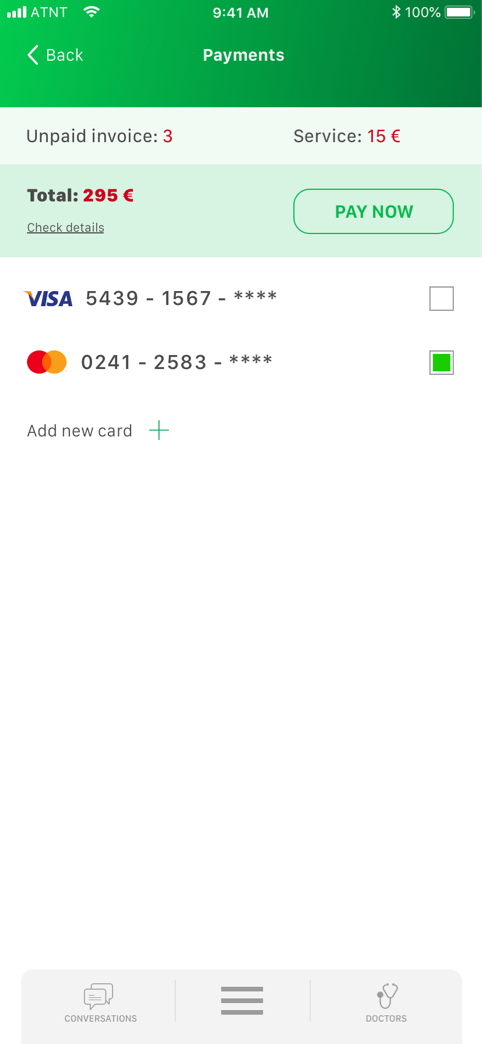 ATNT 9:41 AM 100%
Back Payments
Unpaid invoice: 3 Service: 15 €
Total: 295 €
PAY NOW
Check details
VISA 5439 - 1567 - ****
0241 - 2583 - ****
Add new card
CONVERSATIONS DOCTORS